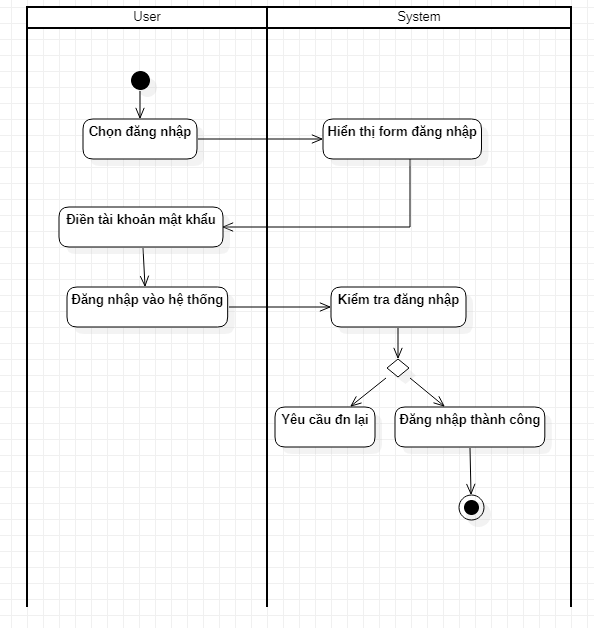 User
System
Chọn đăng nhập
Hiển thị form đăng nhập
Điền tài khoản mật khẩu
Đăng nhập vào hệ thống
Kiểm tra đăng nhập
Yêu cầu đn lại
Đăng nhập thành công